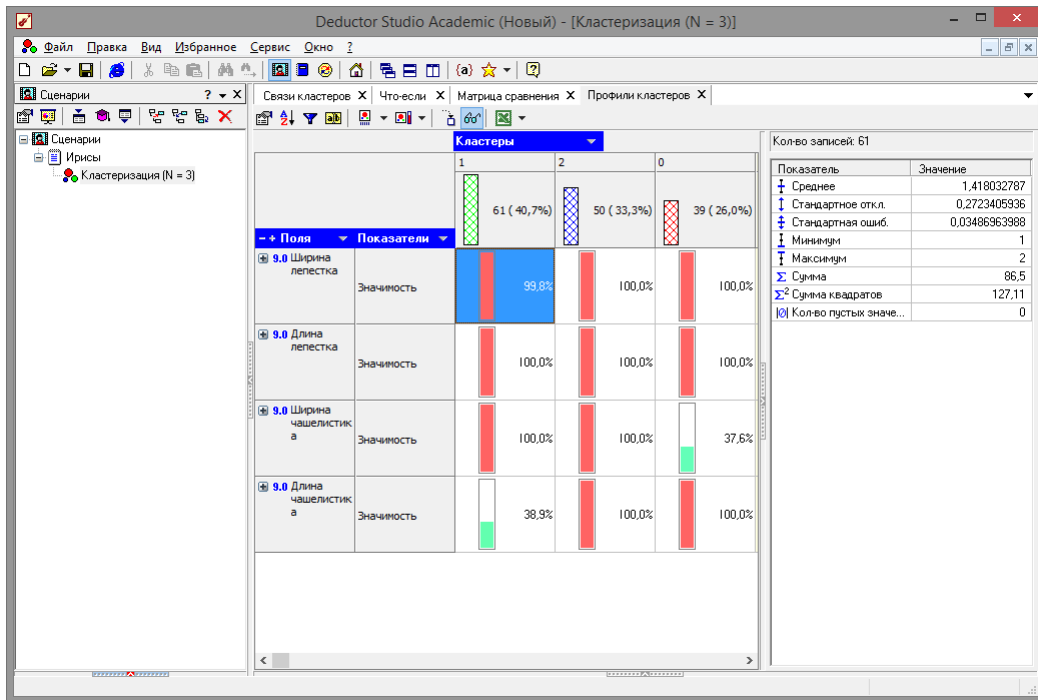 Deductor Studio Academic (Новый) - [Кластеризация (N = 3)]
Файл Правка Вид Избранное Сервис Окно ?
Сценарии ?
Сценарии
Ирисы
Кластеризация (N = 3)
Связи кластеров X Что-если X Матрица сравнения X Профили кластеров X
Кластеры
1 2 0
61 ( 40,7%) 50 ( 33,3%) 39 ( 26,0%)
− + Поля Показатели
9.0 Ширина
лепестка
Значимость 99,8% 100,0% 100,0%
9.0 Длина
лепестка
Значимость 100,0% 100,0% 100,0%
9.0 Ширина
чашелистик
а
Значимость 100,0% 100,0% 37,6%
9.0 Длина
чашелистик
а
Значимость 38,9% 100,0% 100,0%
Кол-во записей: 61
Показатель Значение
Среднее 1,418032787
Стандартное откл. 0,2723405936
Стандартная ошиб. 0,03486963988
Минимум 1
Максимум 2
Σ Сумма 86,5
Σ² Сумма квадратов 127,11
|0| Кол-во пустых значе... 0